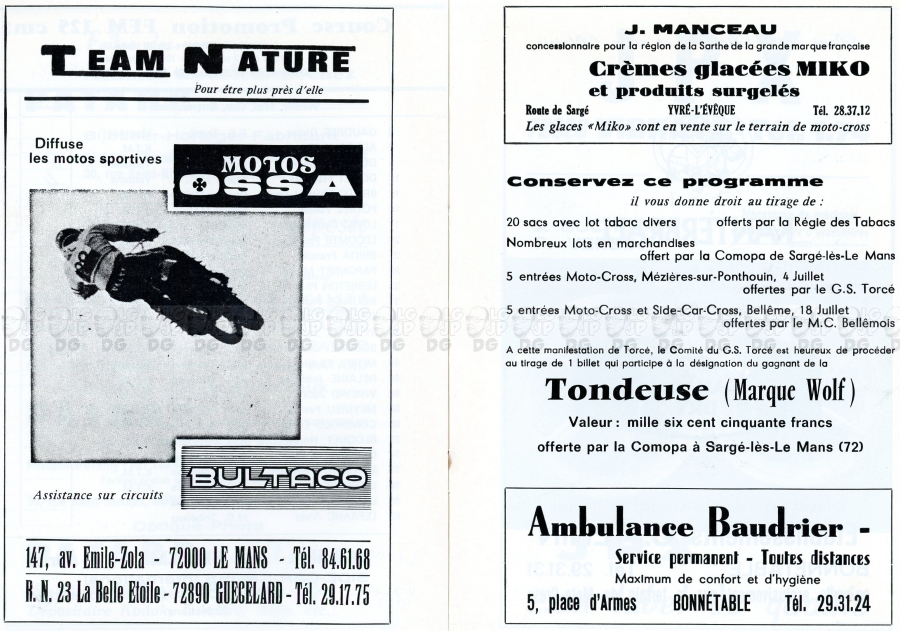 TEAM NATURE
Pour être plus près d'elle
Diffuse
les motos sportives
MOTOS
OSSA
BULTACO
Assistance sur circuits
147, av. Emile-Zola - 72000 LE MANS - Tél. 84.61.68
R.N. 23 La Belle Etoile - 72890 GUECELARD - Tél. 29.17.75
J. MANCEAU
concessionnaire pour la région de la Sarthe de la grande marque française
Crèmes glacées MIKO
et produits surgelés
Route de Sargé YVRÉ-L'ÉVÊQUE Tél. 28.37.12
Les glaces «Miko» sont en vente sur le terrain de moto-cross
Conservez ce programme
il vous donne droit au tirage de :
20 sacs avec lot tabac divers offerts par la Régie des Tabacs
Nombreux lots en marchandises
offert par la Comopa de Sargé-lès-Le Mans
5 entrées Moto-Cross, Mézières-sur-Ponthouin, 4 Juillet
offertes par le G.S. Torcé
5 entrées Moto-Cross et Side-Car-Cross, Bellême, 18 Juillet
offertes par le M.C. Bellêmois
A cette manifestation de Torcé, le Comité du G.S. Torcé est heureux de procéder
au tirage de 1 billet qui participe à la désignation du gagnant de la
Tondeuse (Marque Wolf)
Valeur : mille six cent cinquante francs
offerte par la Comopa à Sargé-lès-Le Mans (72)
Ambulance Baudrier -
Service permanent - Toutes distances
Maximum de confort et d'hygiène
5, place d'Armes BONNÉTABLE Tél. 29.31.24